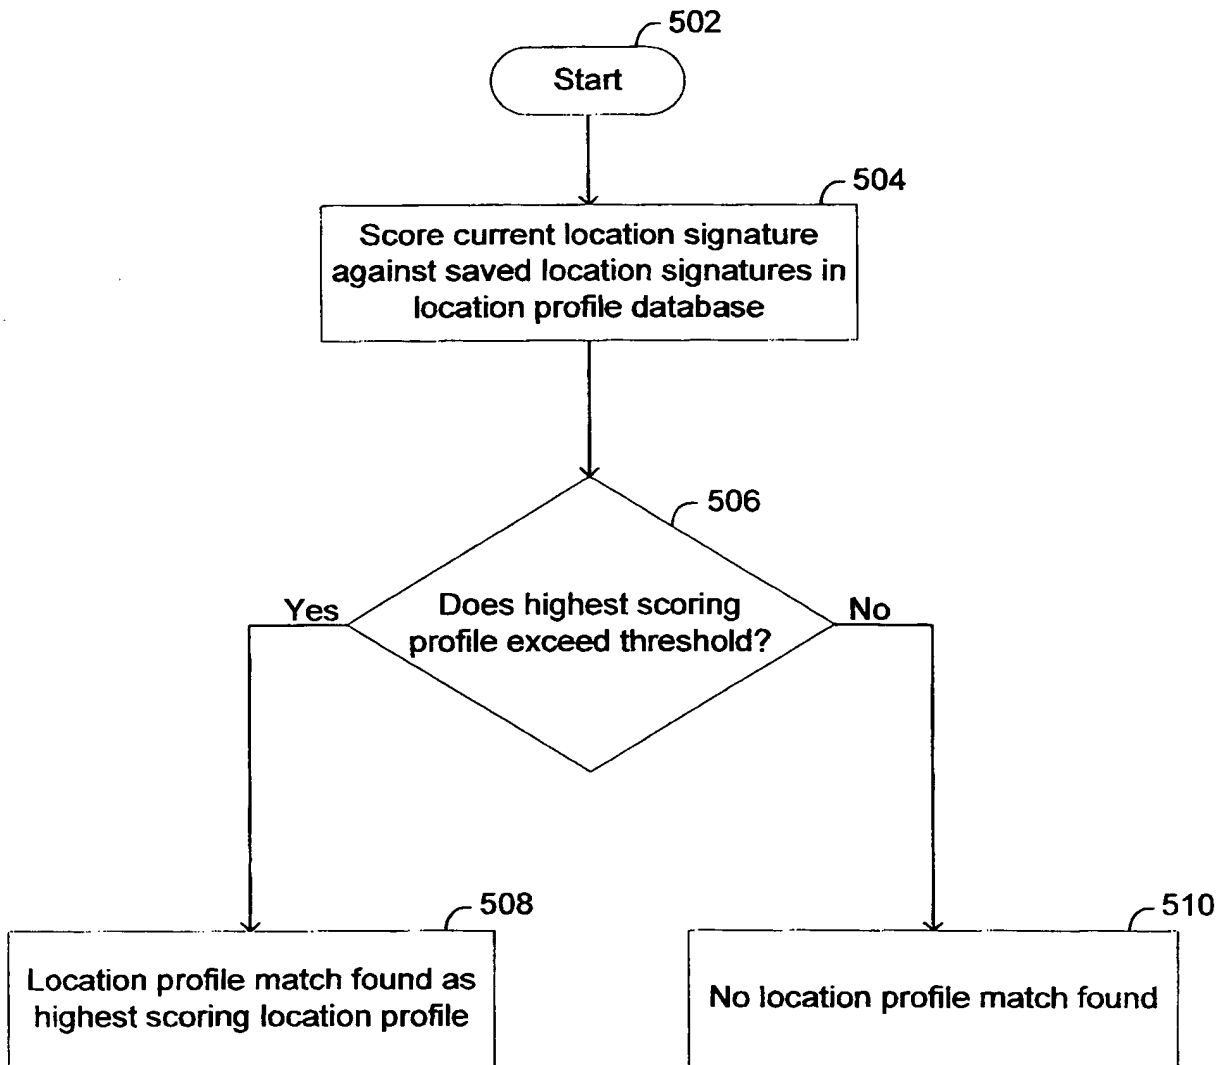 502
Start
504
Score current location signature
against saved location signatures in
location profile database
506
Does highest scoring
profile exceed threshold?
Yes
No
508
Location profile match found as
highest scoring location profile
510
No location profile match found